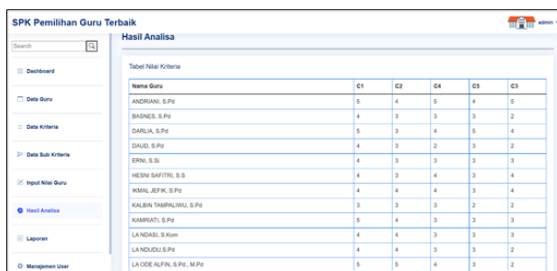 SPK Pemilihan Guru Terbaik
admin
Search
Dashboard
Data Guru
Data Kriteria
Data Sub Kriteria
Input Nilai Guru
Hasil Analisa
Laporan
Manajemen User
Hasil Analisa
Tabel Nilai Kriteria
Nama Guru C1 C2 C4 C5 C3
ANDRIANI, S.Pd 5 4 5 4 5
BASNES, S.Pd 4 3 3 3 2
DARLIA, S.Pd 5 3 4 5 4
DAUD, S.Pd 4 3 2 3 2
ERNI, S.Si 4 3 3 3 3
HESNI SAFITRI, S.S 4 3 4 3 4
IKMAL JEFIK, S.Pd 4 4 4 3 4
KALBIN TAMPALIWU, S.Pd 3 3 3 2 2
KAMRIATI, S.Pd 5 4 3 3 3
LA NDASI, S.Kom 4 4 3 3 3
LA NDUDU,S.Pd 4 4 3 3 2
LA ODE ALFIN, S.Pd., M.Pd 5 5 4 3 2